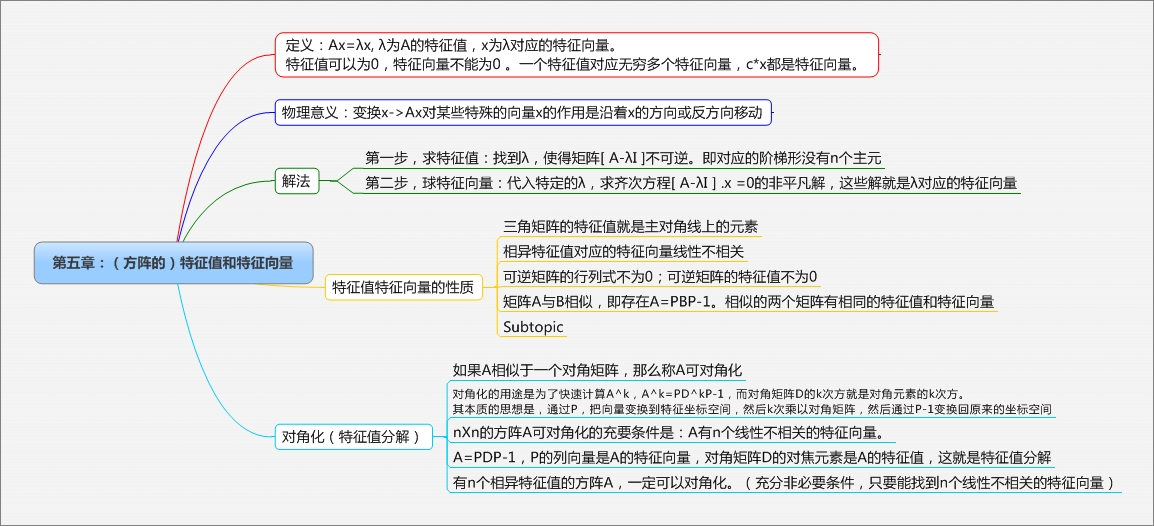 定义：Ax=λx, λ为A的特征值，x为λ对应的特征向量。
特征值可以为0，特征向量不能为0 。一个特征值对应无穷多个特征向量，c*x都是特征向量。
物理意义：变换x->Ax对某些特殊的向量x的作用是沿着x的方向或反方向移动
解法
第一步，求特征值：找到λ，使得矩阵[ A-λI ]不可逆。即对应的阶梯形没有n个主元
第二步，球特征向量：代入特定的λ，求齐次方程[ A-λI ] .x =0的非平凡解，这些解就是λ对应的特征向量
第五章：（方阵的）特征值和特征向量
特征值特征向量的性质
三角矩阵的特征值就是主对角线上的元素
相异特征值对应的特征向量线性不相关
可逆矩阵的行列式不为0；可逆矩阵的特征值不为0
矩阵A与B相似，即存在A=PBP-1。相似的两个矩阵有相同的特征值和特征向量
Subtopic
对角化（特征值分解）
如果A相似于一个对角矩阵，那么称A可对角化
对角化的用途是为了快速计算A^k，A^k=PD^kP-1，而对角矩阵D的k次方就是对角元素的k次方。
其本质的思想是，通过P，把向量变换到特征坐标空间，然后k次乘以对角矩阵，然后通过P-1变换回原来的坐标空间
nXn的方阵A可对角化的充要条件是：A有n个线性不相关的特征向量。
A=PDP-1，P的列向量是A的特征向量，对角矩阵D的对焦元素是A的特征值，这就是特征值分解
有n个相异特征值的方阵A，一定可以对角化。（充分非必要条件，只要能找到n个线性不相关的特征向量）